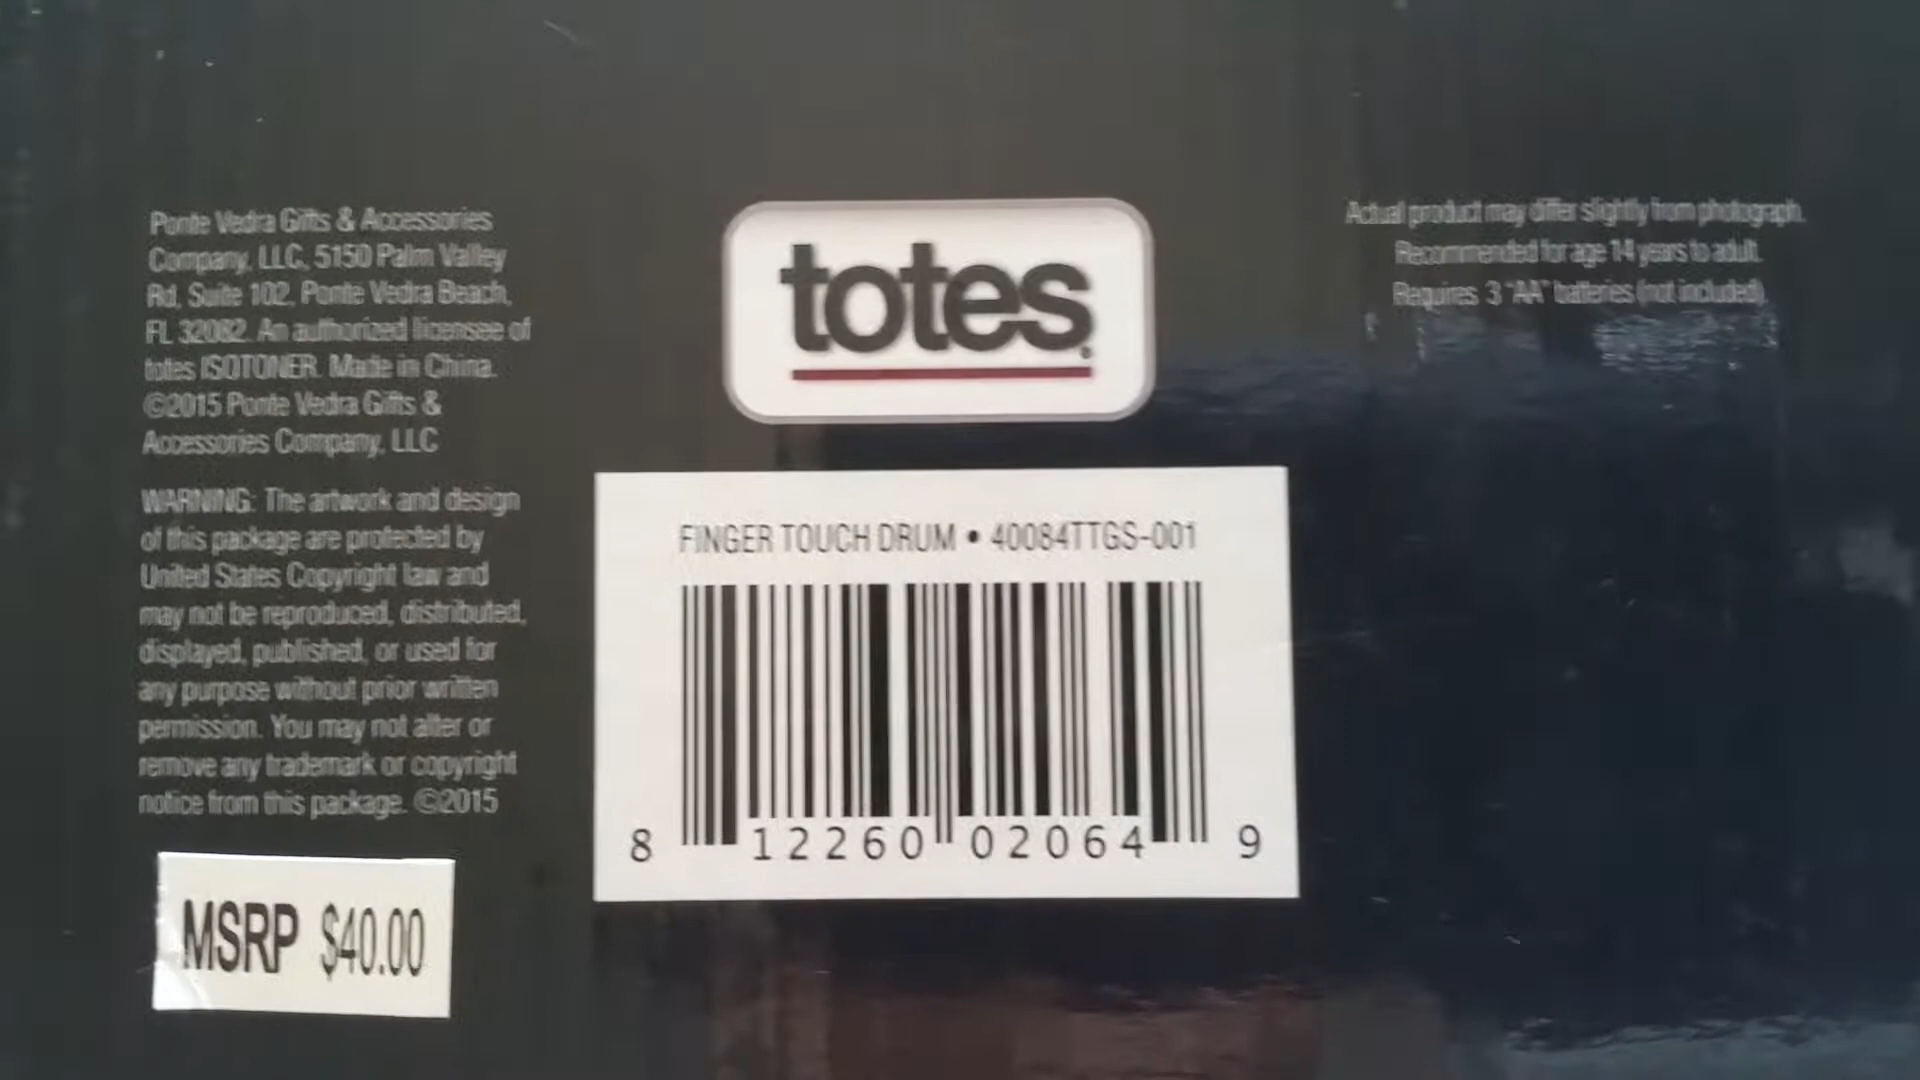 Ponte Vedra Gifts & Accessories
Company, LLC, 5150 Palm Valley
Rd, Suite 102, Ponte Vedra Beach,
FL 32082. An authorized licensee of
totes ISOTONER. Made in China.
©2015 Ponte Vedra Gifts &
Accessories Company, LLC
WARNING: The artwork and design
of this package are protected by
United States Copyright law and
may not be reproduced, distributed,
displayed, published, or used for
any purpose without prior written
permission. You may not alter or
remove any trademark or copyright
notice from this package. ©2015
MSRP $40.00
totes®
FINGER TOUCH DRUM • 40084TTGS-001
8 12260 02064 9
Actual product may differ slightly from photograph.
Recommended for age 14 years to adult.
Requires 3 "AA" batteries (not included)